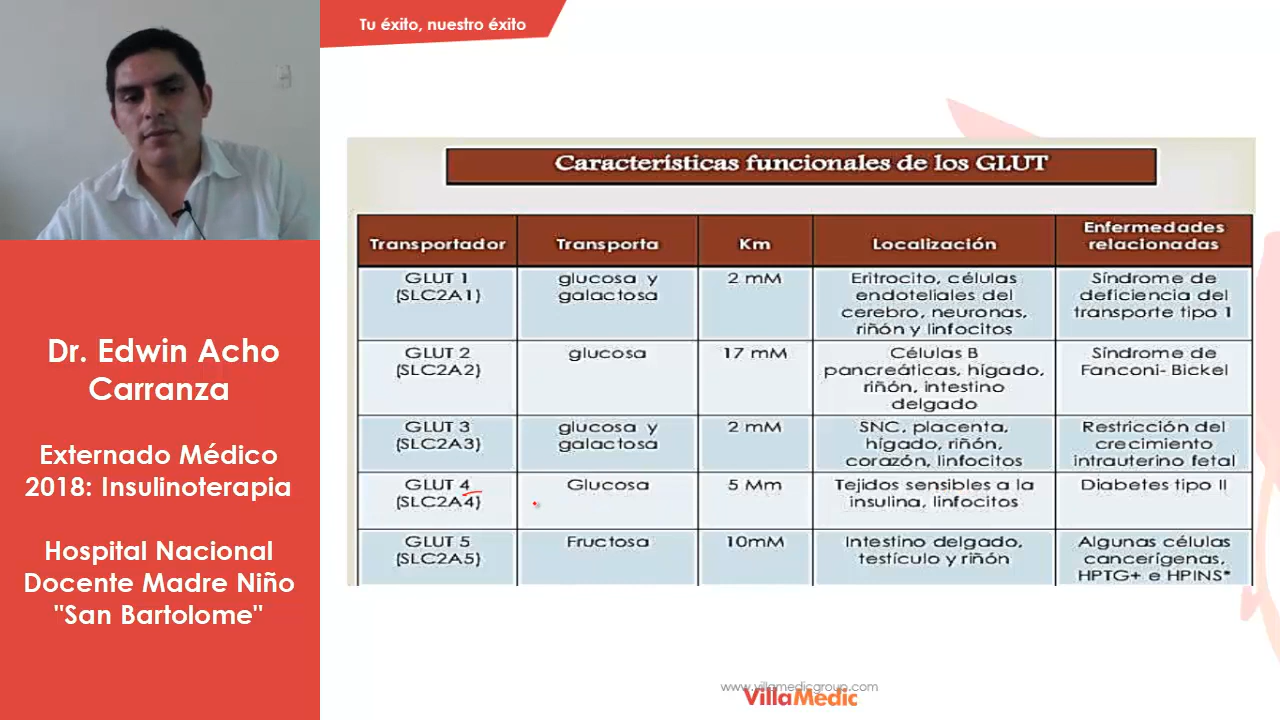 Tu éxito, nuestro éxito
Dr. Edwin Acho
Carranza
Externado Médico
2018: Insulinoterapia
Hospital Nacional
Docente Madre Niño
"San Bartolome"
Características funcionales de los GLUT
Transportador
Transporta
Km
Localización
Enfermedades
relacionadas
GLUT 1
(SLC2A1)
glucosa y
galactosa
2 mM
Eritrocito, células
endoteliales del
cerebro, neuronas,
riñón y linfocitos
Síndrome de
deficiencia del
transporte tipo 1
GLUT 2
(SLC2A2)
glucosa
17 mM
Células B
pancreáticas, hígado,
riñón, intestino
delgado
Síndrome de
Fanconi- Bickel
GLUT 3
(SLC2A3)
glucosa y
galactosa
2 mM
SNC, placenta,
hígado, riñón,
corazón, linfocitos
Restricción del
crecimiento
intrauterino fetal
GLUT 4
(SLC2A4)
Glucosa
5 Mm
Tejidos sensibles a la
insulina, linfocitos
Diabetes tipo II
GLUT 5
(SLC2A5)
Fructosa
10mM
Intestino delgado,
testículo y riñón
Algunas células
cancerígenas,
HPTG+ e HPINS*
www.villamedicgroup.com
VillaMedic